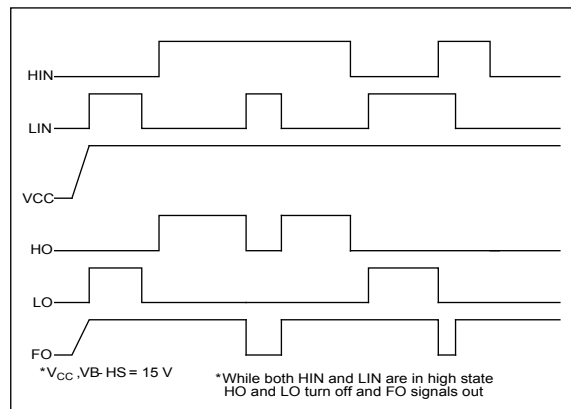 HIN
LIN
VCC
HO
LO
FO
*VCC ,VB- HS = 15 V
*While both HIN and LIN are in high state
HO and LO turn off and FO signals out